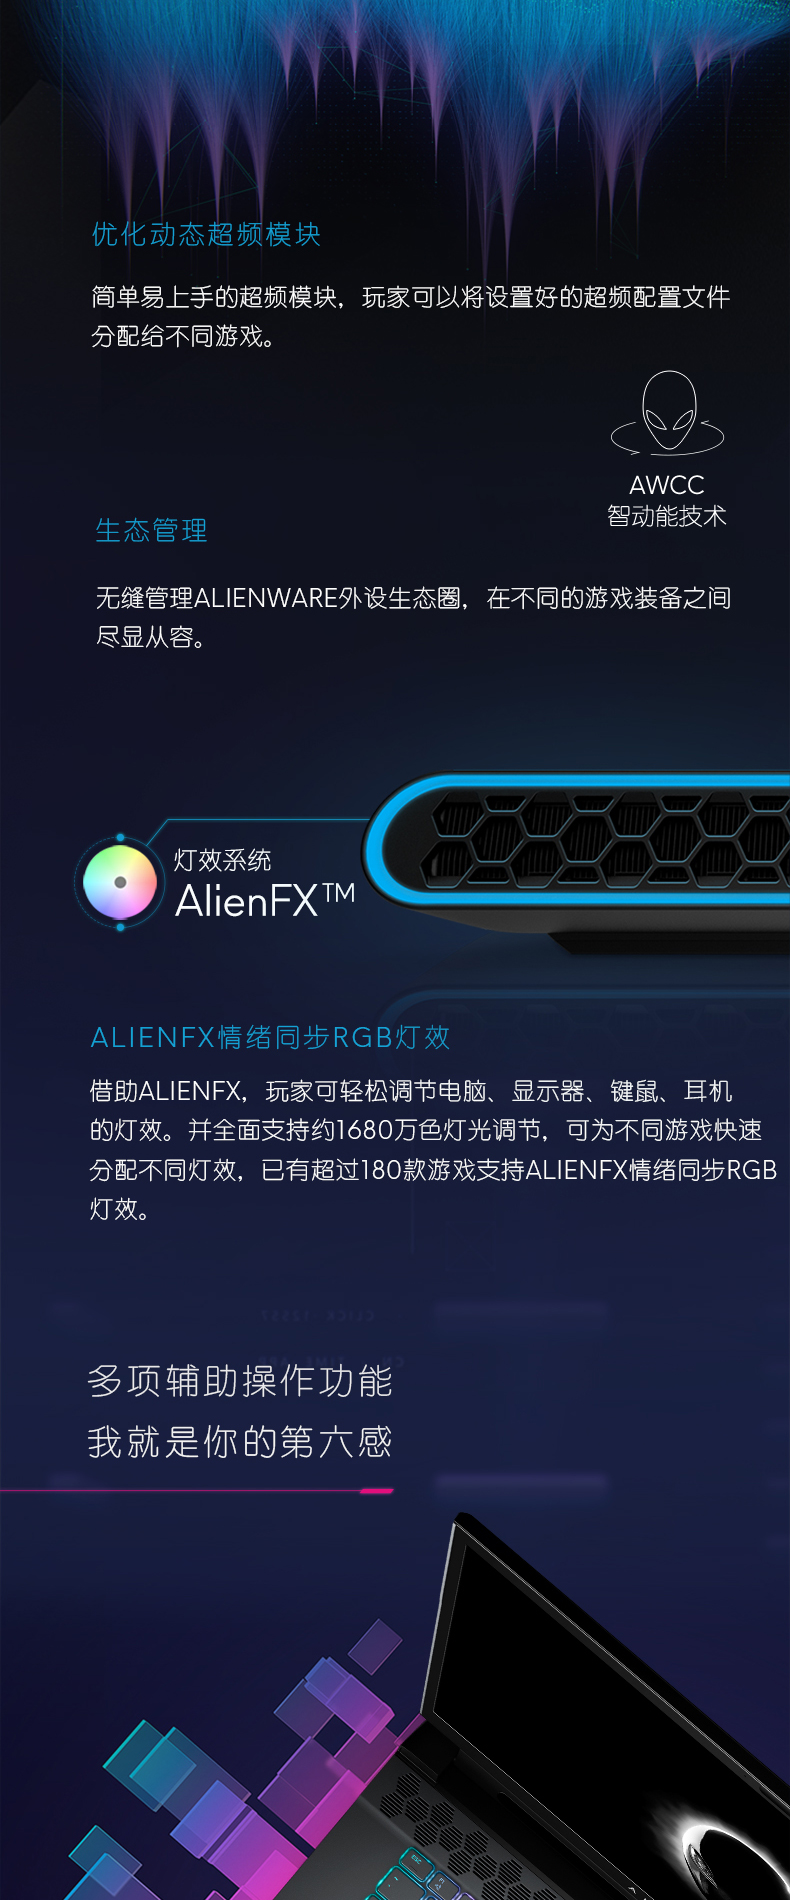 优化动态超频模块
简单易上手的超频模块，玩家可以将设置好的超频配置文件
分配给不同游戏。
AWCC
智动能技术
生态管理
无缝管理ALIENWARE外设生态圈，在不同的游戏装备之间
尽显从容。
灯效系统
AlienFX™
ALIENFX情绪同步RGB灯效
借助ALIENFX，玩家可轻松调节电脑、显示器、键鼠、耳机
的灯效。并全面支持约1680万色灯光调节，可为不同游戏快速
分配不同灯效，已有超过180款游戏支持ALIENFX情绪同步RGB
灯效。
多项辅助操作功能
我就是你的第六感
ESC